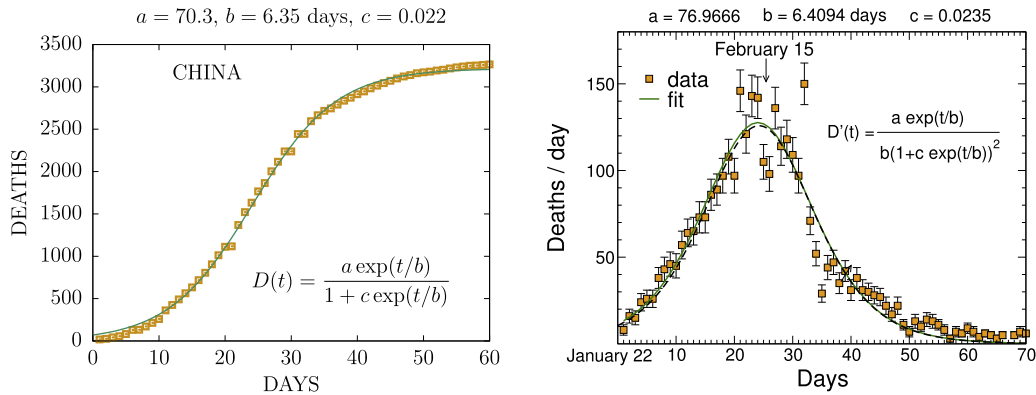 a = 70.3, b = 6.35 days, c = 0.022
3500
3000
2500
2000
1500
1000
500
0
DEATHS
CHINA
D(t) = a exp(t/b) / 1 + c exp(t/b)
0 10 20 30 40 50 60
DAYS
a = 76.9666 b = 6.4094 days c = 0.0235
February 15
150
100
50
Deaths / day
data
fit
D'(t) = a exp(t/b) / b(1+c exp(t/b))²
January 22 10 20 30 40 50 60 70
Days